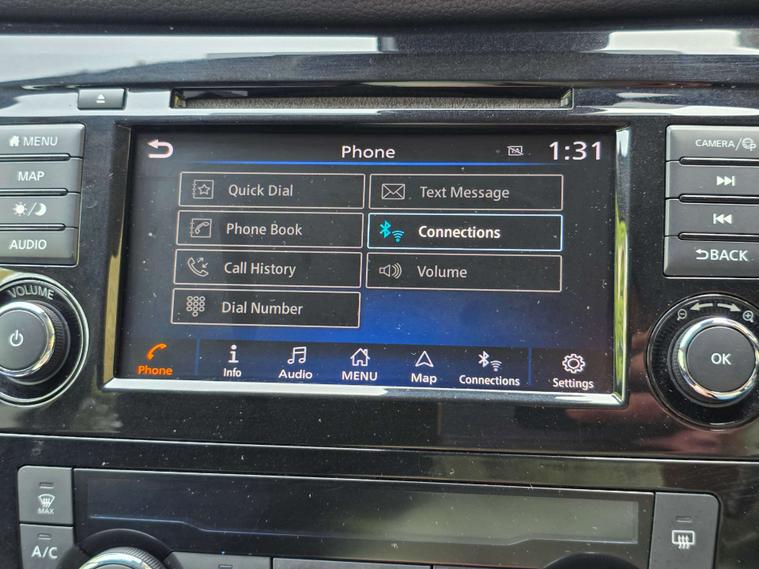 MENU
MAP
AUDIO
VOLUME
Phone
1:31
Quick Dial
Text Message
Phone Book
Connections
Call History
Volume
Dial Number
Phone
Info
Audio
MENU
Map
Connections
Settings
CAMERA/
BACK
OK
MAX
A/C